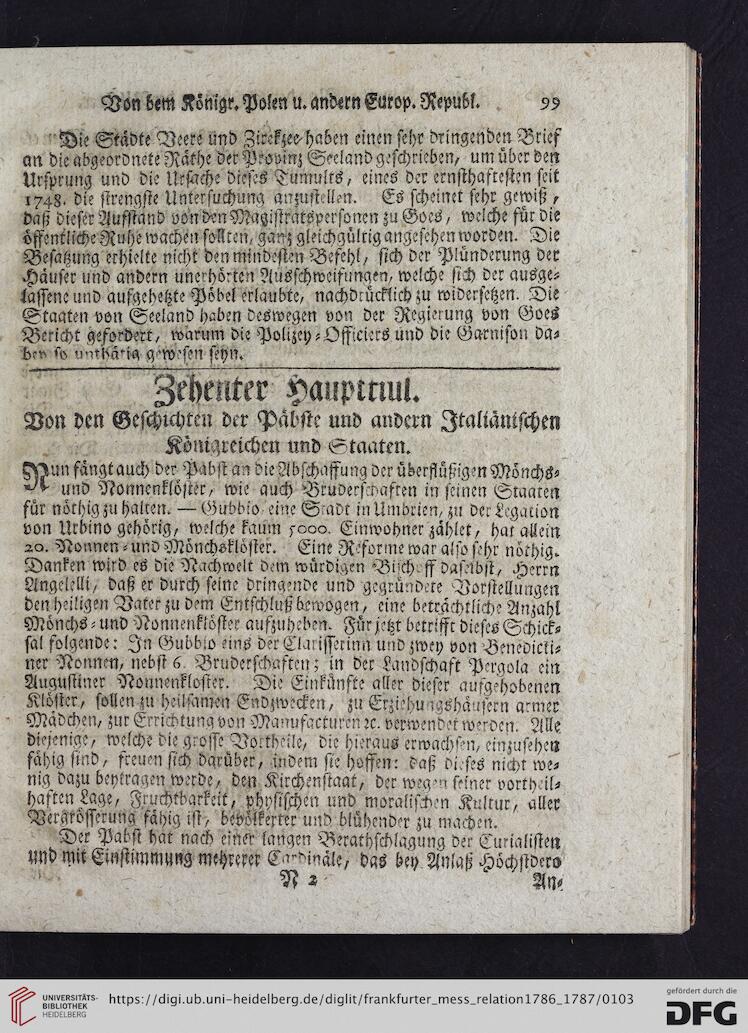 Von dem Königr. Polen u. andern Europ. Republ. 99
Die Städte Veere und Zirekzee haben einen sehr dringenden Brief
an die abgeordnete Räthe der Provinz Seeland geschrieben, um über den
Ursprung und die Ursache dieses Tumults, eines der ernsthaftesten seit
1748. die strengste Untersuchung anzustellen. Es scheinet sehr gewiß,
daß dieser Aufstand von den Magistratspersonen zu Goes, welche für die
öffentliche Ruhe wachen sollten, ganz gleichgültig angesehen worden. Die
Besatzung erhielte nicht den mindesten Befehl, sich der Plünderung der
Häuser und andern unerhörten Ausschweifungen, welche sich der ausge-
lassene und aufgehetzte Pöbel erlaubte, nachdrücklich zu widersetzen. Die
Staaten von Seeland haben deswegen von der Regierung von Goes
Bericht gefordert, warum die Polizey-Officiers und die Garnison da-
bey so unthätig gewesen seyn.
Zehenter Haupttitul.
Von den Geschichten der Päbste und andern Italiänischen
Königreichen und Staaten.
Nun fängt auch der Pabst an die Abschaffung der überflüßigen Mönchs-
und Nonnenklöster, wie auch Bruderschaften in seinen Staaten
für nöthig zu halten. — Gubbio eine Stadt in Umbrien, zu der Legation
von Urbino gehörig, welche kaum 5000. Einwohner zählet, hat allein
20. Nonnen- und Mönchsklöster. Eine Reforme war also sehr nöthig.
Danken wird es die Nachwelt dem würdigen Bischoff daselbst, Herrn
Angelelli, daß er durch seine dringende und gegründete Vorstellungen
den heiligen Vater zu dem Entschluß bewogen, eine beträchtliche Anzahl
Mönchs- und Nonnenklöster aufzuheben. Für jetzt betrifft dieses Schick-
sal folgende: In Gubbio eins der Clarisserinn und zwey von Benedicti-
ner Nonnen, nebst 6. Bruderschaften; in der Landschaft Pergola ein
Augustiner Nonnenkloster. Die Einkünfte aller dieser aufgehobenen
Klöster, sollen zu heilsamen Endzwecken, zu Erziehungshäusern armer
Mädchen, zur Errichtung von Manufacturen ꝛc. verwendet werden. Alle
diejenige, welche die grosse Vortheile, die hieraus erwachsen, einzusehen
fähig sind, freuen sich darüber, indem sie hoffen: daß dieses nicht we-
nig dazu beytragen werde, den Kirchenstaat, der wegen seiner vortheil-
haften Lage, Fruchtbarkeit, physischen und moralischen Kultur, aller
Vergrösserung fähig ist, bevölkerter und blühender zu machen.
Der Pabst hat nach einer langen Berathschlagung der Curialisten
und mit Einstimmung mehrerer Cardinäle, das bey Anlaß Höchstdero
N 2 An-
UNIVERSITÄTS-
BIBLIOTHEK
HEIDELBERG
https://digi.ub.uni-heidelberg.de/diglit/frankfurter_mess_relation1786_1787/0103
gefördert durch die
DFG